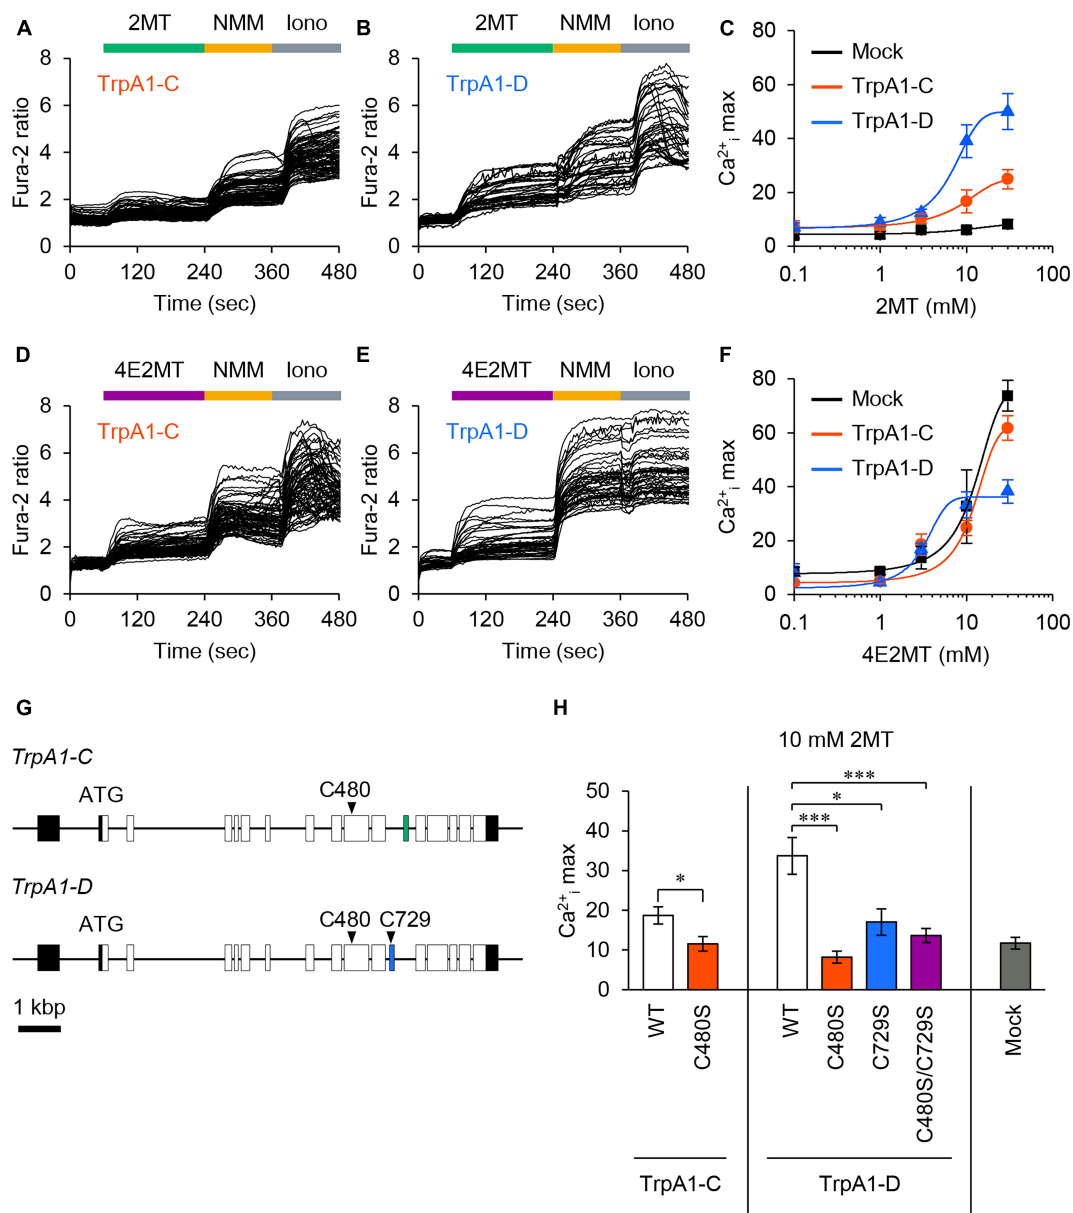 A
2MT
NMM
Iono
TrpA1-C
Fura-2 ratio
8
6
4
2
0
0
120
240
360
480
Time (sec)
B
2MT
NMM
Iono
TrpA1-D
Fura-2 ratio
8
6
4
2
0
0
120
240
360
480
Time (sec)
C
Ca2+i max
80
60
40
20
0
Mock
TrpA1-C
TrpA1-D
0.1
1
10
100
2MT (mM)
D
4E2MT
NMM
Iono
TrpA1-C
Fura-2 ratio
8
6
4
2
0
0
120
240
360
480
Time (sec)
E
4E2MT
NMM
Iono
TrpA1-D
Fura-2 ratio
8
6
4
2
0
0
120
240
360
480
Time (sec)
F
Ca2+i max
80
60
40
20
0
Mock
TrpA1-C
TrpA1-D
0.1
1
10
100
4E2MT (mM)
G
TrpA1-C
ATG
C480
TrpA1-D
ATG
C480
C729
1 kbp
H
10 mM 2MT
Ca2+i max
50
40
30
20
10
0
*
***
*
***
WT
C480S
WT
C480S
C729S
C480S/C729S
Mock
TrpA1-C
TrpA1-D